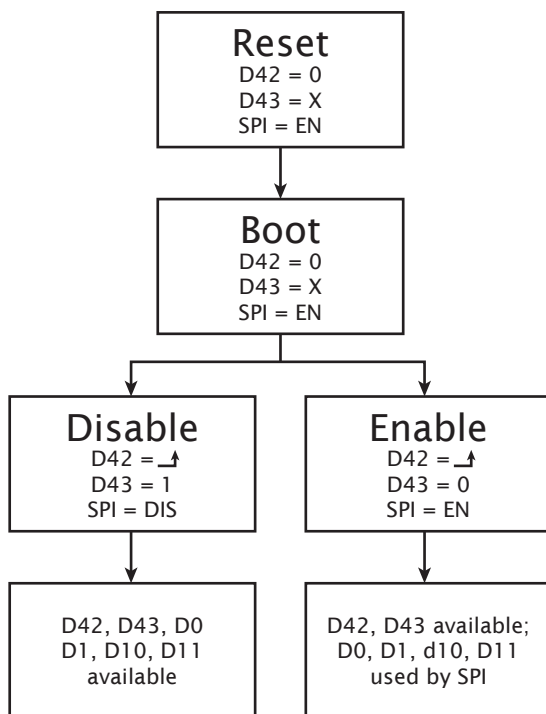 Reset
D42 = 0
D43 = X
SPI = EN
Boot
D42 = 0
D43 = X
SPI = EN
Disable
D42 =
D43 = 1
SPI = DIS
Enable
D42 =
D43 = 0
SPI = EN
D42, D43, D0
D1, D10, D11
available
D42, D43 available;
D0, D1, d10, D11
used by SPI